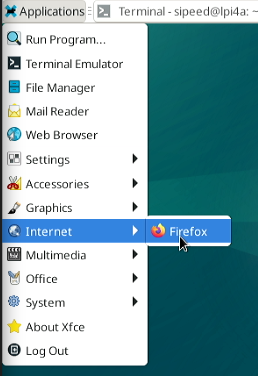 Applications
Terminal - sipeed@lpi4a: ~
Run Program...
Terminal Emulator
File Manager
Mail Reader
Web Browser
Settings
Accessories
Graphics
Internet
Firefox
Multimedia
Office
System
About Xfce
Log Out